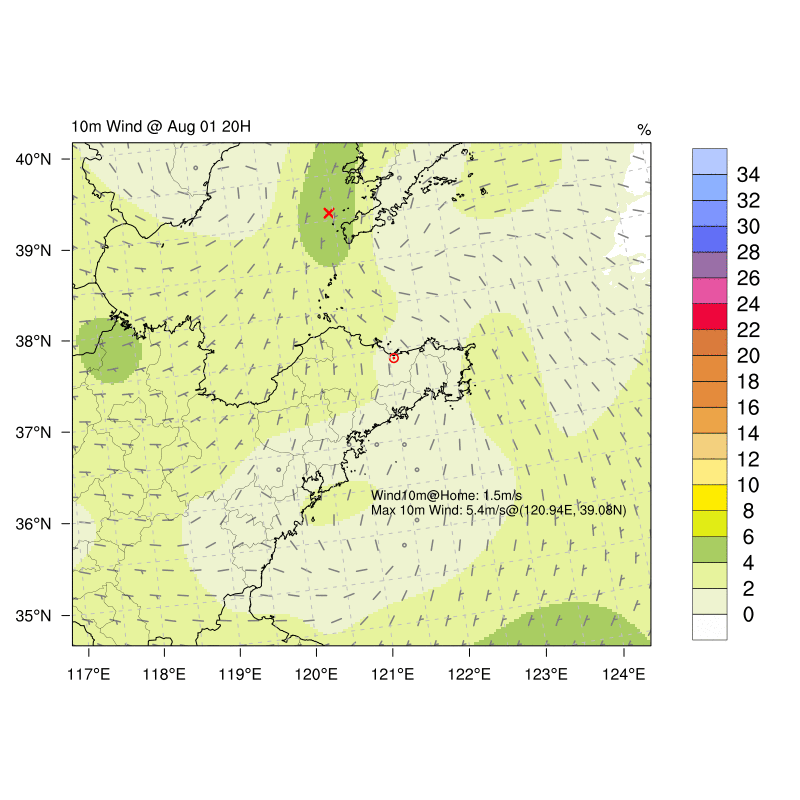 10m Wind @ Aug 01 20H
%
40°N
39°N
38°N
37°N
36°N
35°N
117°E
118°E
119°E
120°E
121°E
122°E
123°E
124°E
Wind10m@Home: 1.5m/s
Max 10m Wind: 5.4m/s@(120.94E, 39.08N)
34
32
30
28
26
24
22
20
18
16
14
12
10
8
6
4
2
0